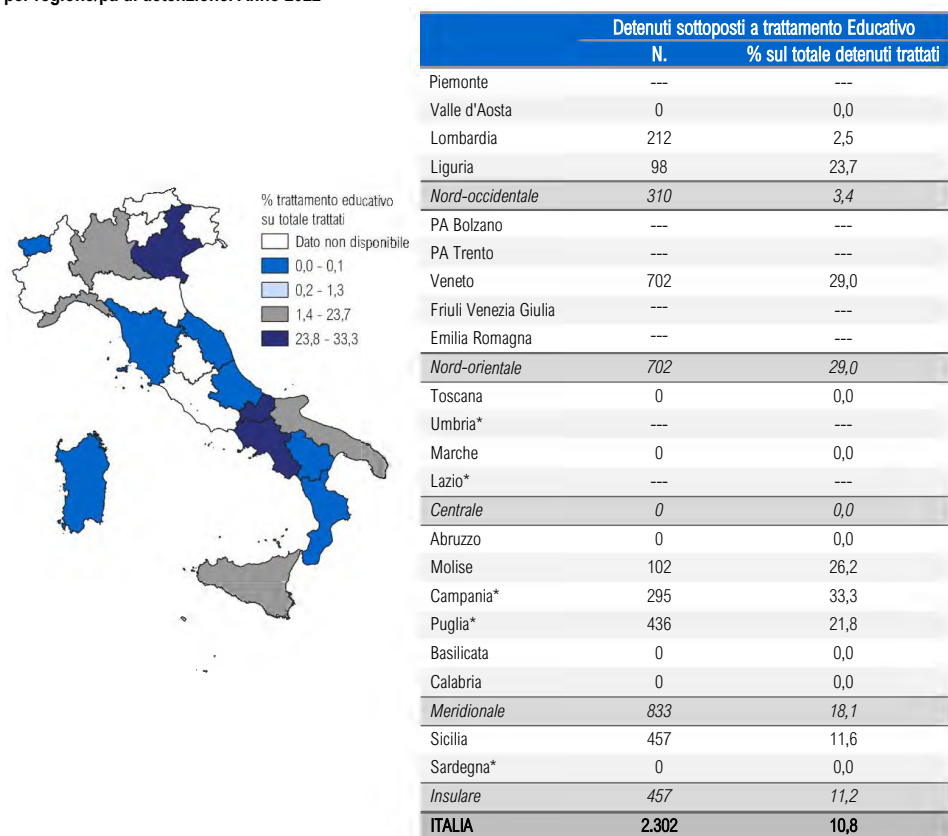 per regione/pa di detenzione. Anno 2022
% trattamento educativo
su totale trattati
Dato non disponibile
0,0 - 0,1
0,2 - 1,3
1,4 - 23,7
23,8 - 33,3
Detenuti sottoposti a trattamento Educativo
N. % sul totale detenuti trattati
Piemonte --- ---
Valle d'Aosta 0 0,0
Lombardia 212 2,5
Liguria 98 23,7
Nord-occidentale 310 3,4
PA Bolzano --- ---
PA Trento --- ---
Veneto 702 29,0
Friuli Venezia Giulia --- ---
Emilia Romagna --- ---
Nord-orientale 702 29,0
Toscana 0 0,0
Umbria* --- ---
Marche 0 0,0
Lazio* --- ---
Centrale 0 0,0
Abruzzo 0 0,0
Molise 102 26,2
Campania* 295 33,3
Puglia* 436 21,8
Basilicata 0 0,0
Calabria 0 0,0
Meridionale 833 18,1
Sicilia 457 11,6
Sardegna* 0 0,0
Insulare 457 11,2
ITALIA 2.302 10,8